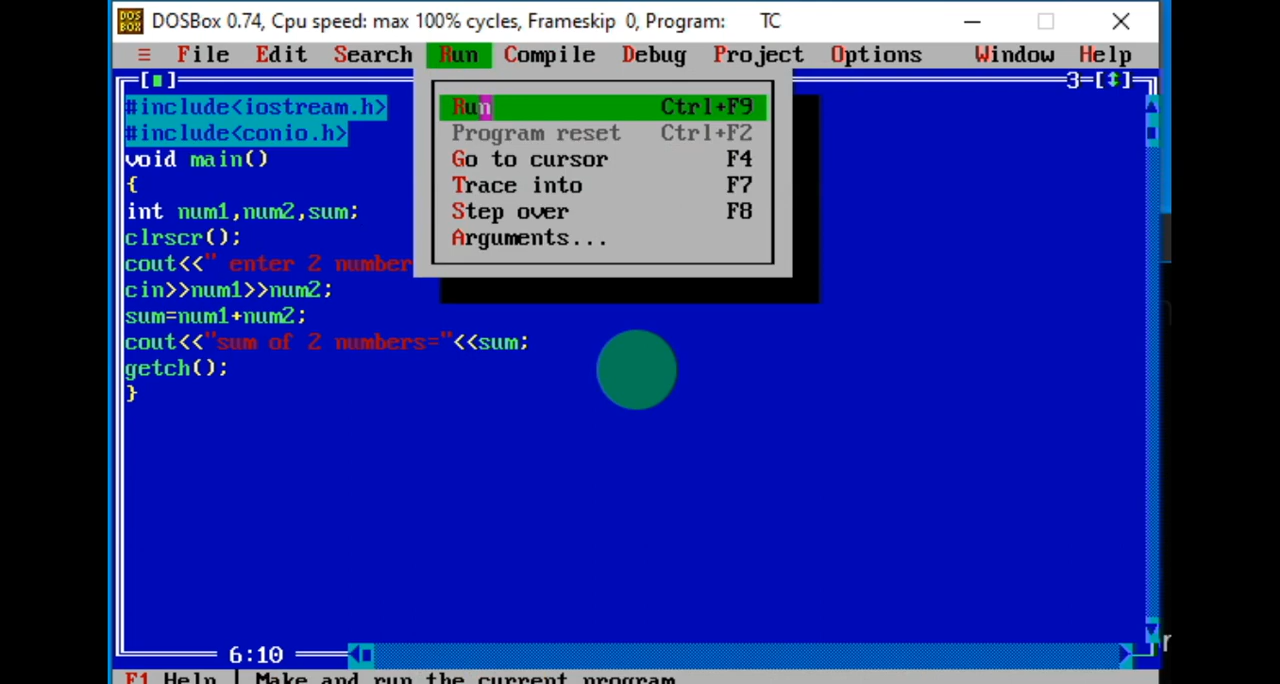 DOSBox 0.74, Cpu speed: max 100% cycles, Frameskip 0, Program: TC
≡ File Edit Search Run Compile Debug Project Options Window Help
3
#include<iostream.h>
#include<conio.h>
void main()
{
int num1,num2,sum;
clrscr();
cout<<" enter 2 number
cin>>num1>>num2;
sum=num1+num2;
cout<<"sum of 2 numbers="<<sum;
getch();
}
Run Ctrl+F9
Program reset Ctrl+F2
Go to cursor F4
Trace into F7
Step over F8
Arguments...
6:10
F1 Help | Make and run the current program